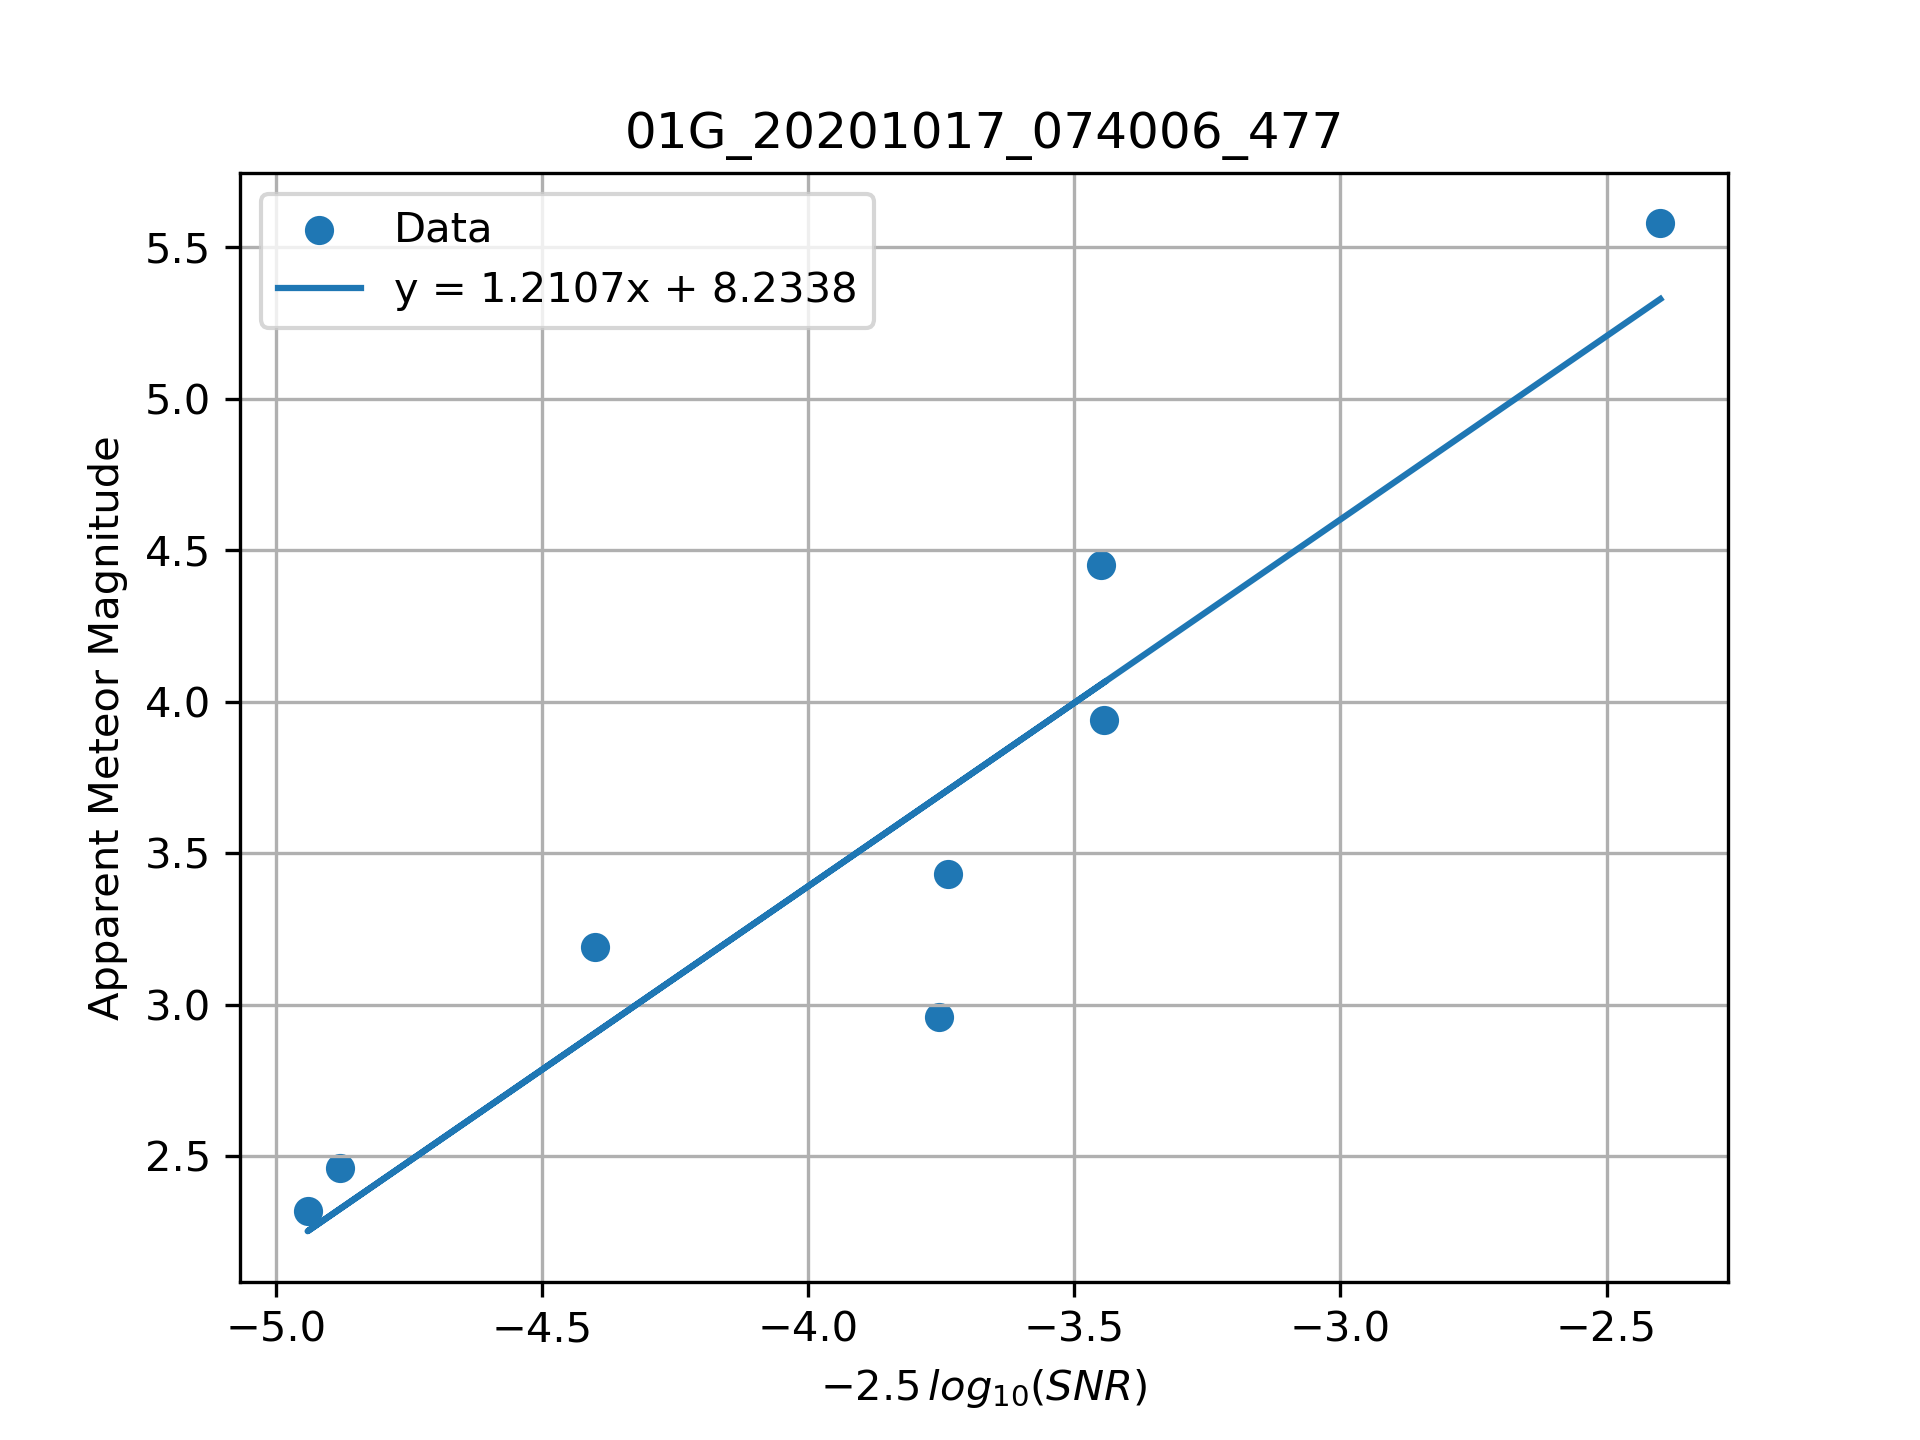 01G_20201017_074006_477
Data
y = 1.2107x + 8.2338
5.5
5.0
4.5
4.0
3.5
3.0
2.5
Apparent Meteor Magnitude
−5.0 −4.5 −4.0 −3.5 −3.0 −2.5
−2.5 log₁₀(SNR)